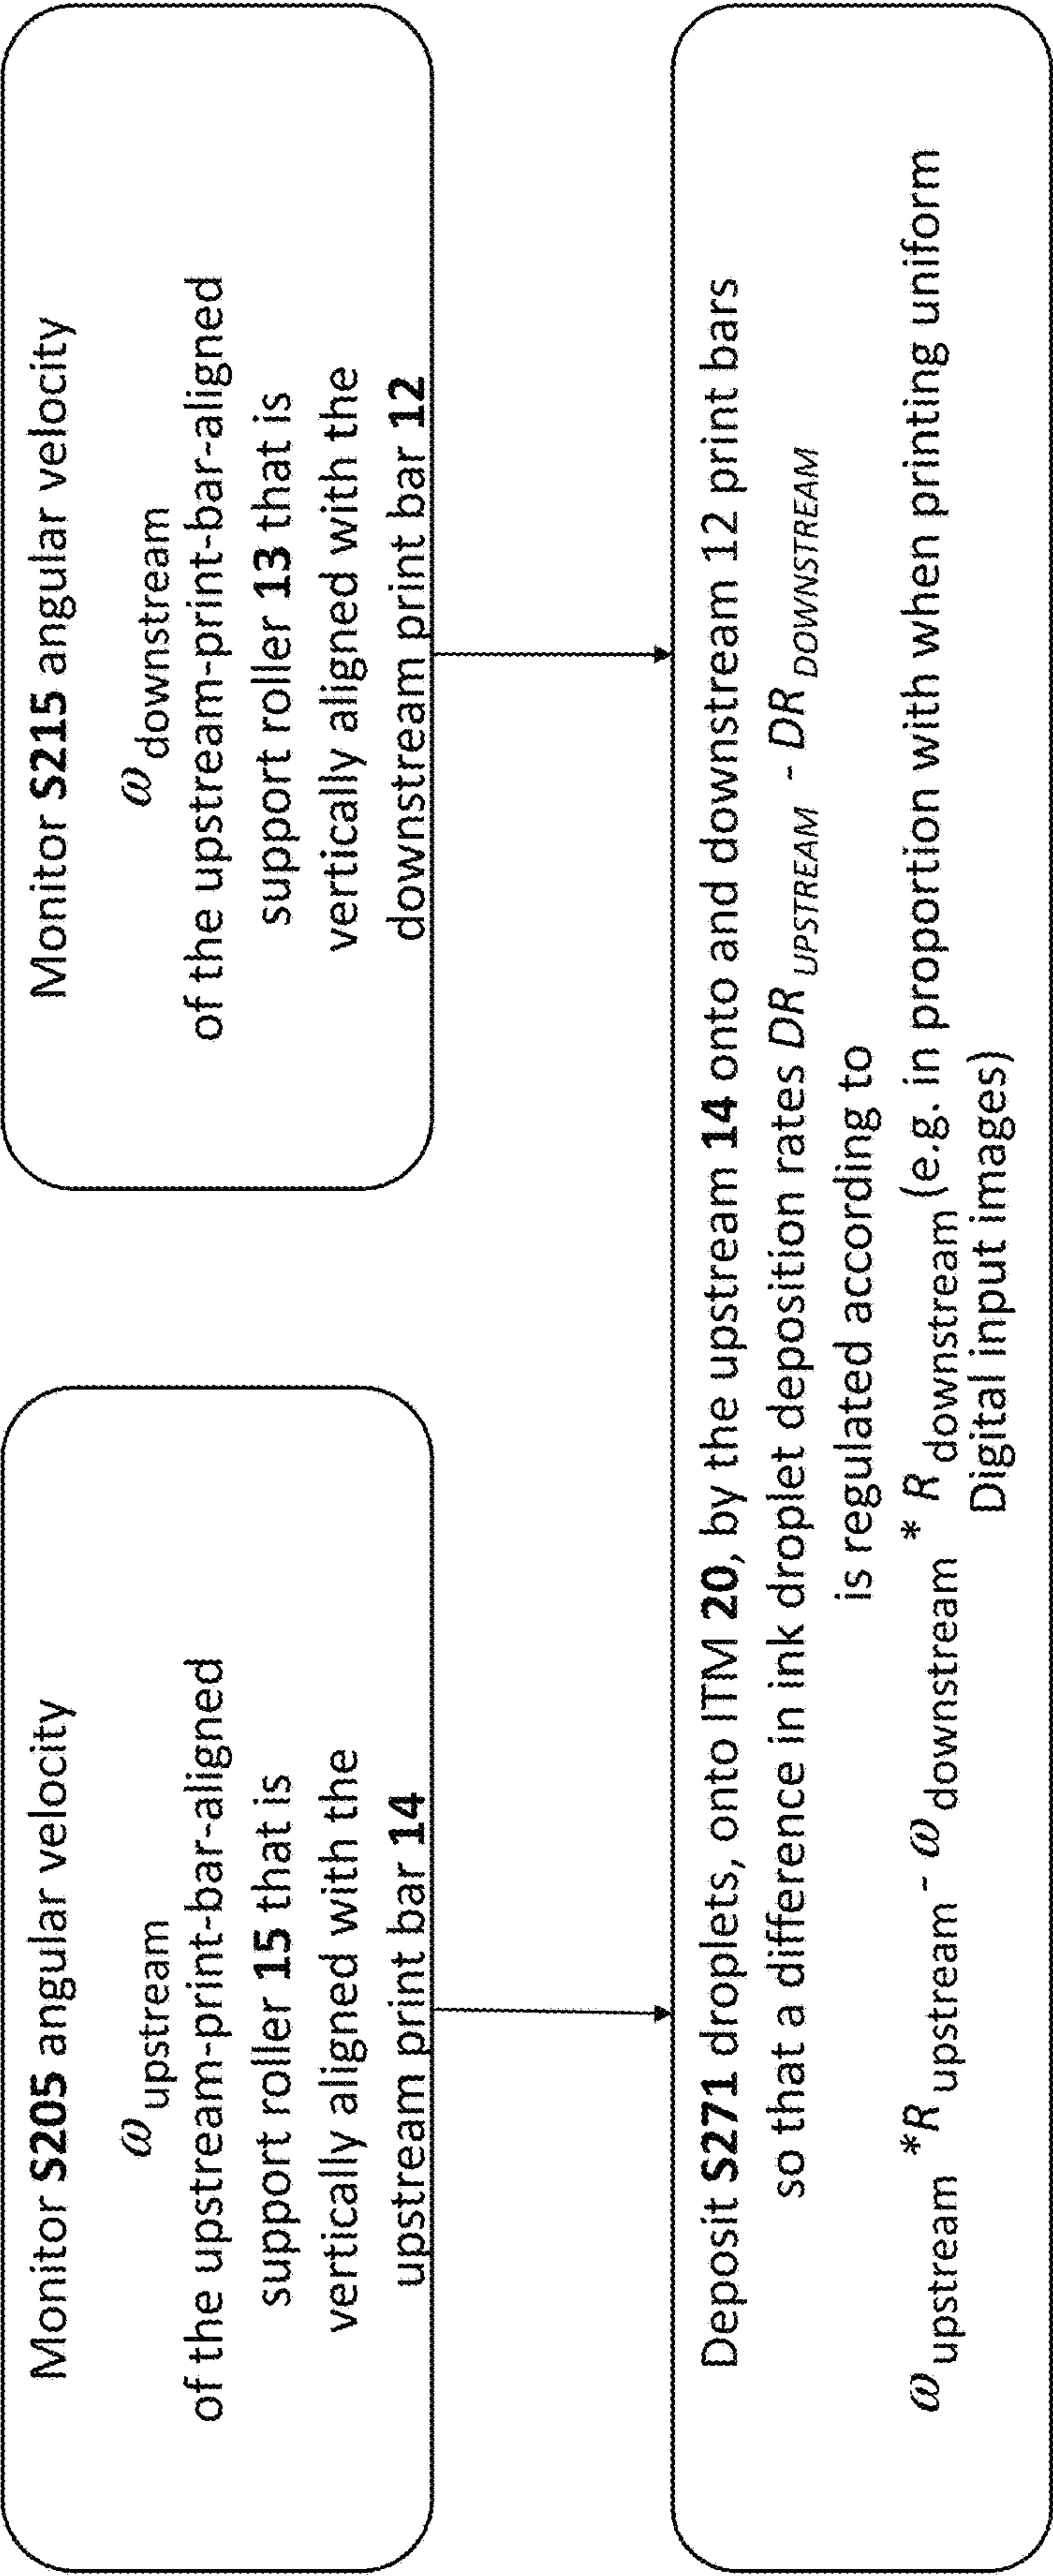 Monitor S205 angular velocity
ω upstream
of the upstream-print-bar-aligned
support roller 15 that is
vertically aligned with the
upstream print bar 14
Monitor S215 angular velocity
ω downstream
of the upstream-print-bar-aligned
support roller 13 that is
vertically aligned with the
downstream print bar 12
Deposit S271 droplets, onto ITM 20, by the upstream 14 onto and downstream 12 print bars
so that a difference in ink droplet deposition rates DR UPSTREAM - DR DOWNSTREAM
is regulated according to
ω upstream *R upstream - ω downstream * R downstream (e.g. in proportion with when printing uniform
Digital input images)